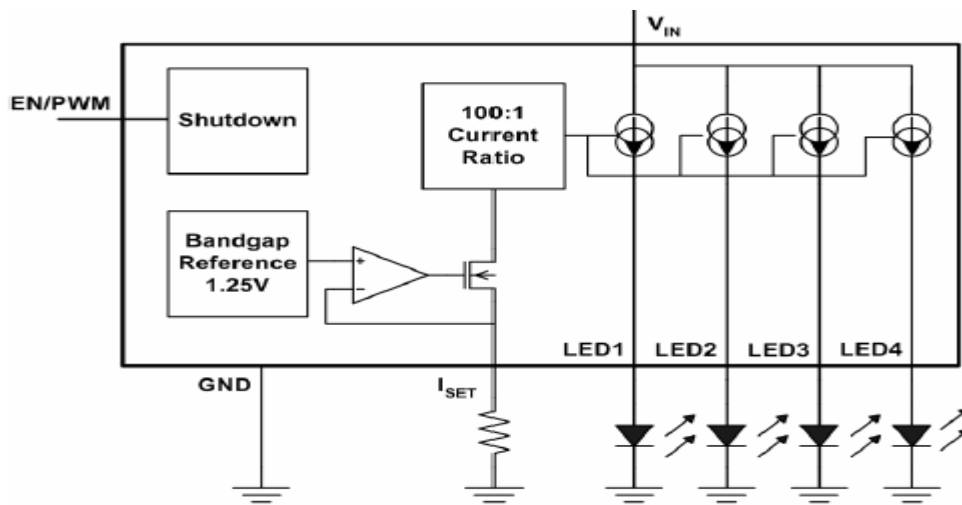 V_IN
EN/PWM
Shutdown
100:1
Current
Ratio
Bandgap
Reference
1.25V
+
−
LED1 LED2 LED3 LED4
GND
I_SET